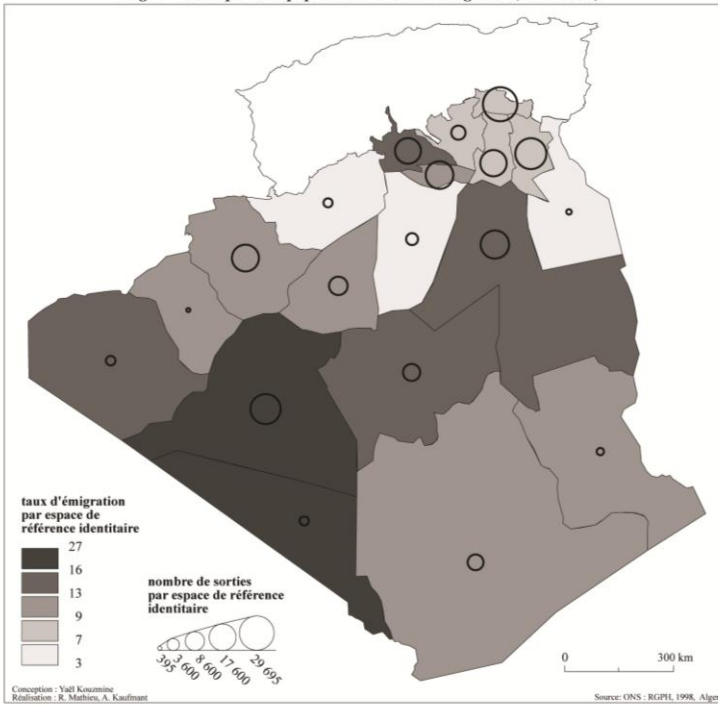 taux d'émigration
par espace de
référence identitaire
27
16
13
9
7
3
nombre de sorties
par espace de référence
identitaire
395
3 600
8 600
17 600
29 695
0 300 km
Conception : Yaël Kouzmine
Réalisation : R. Mathieu, A. Kaufmant
Source: ONS : RGPH, 1998, Alger